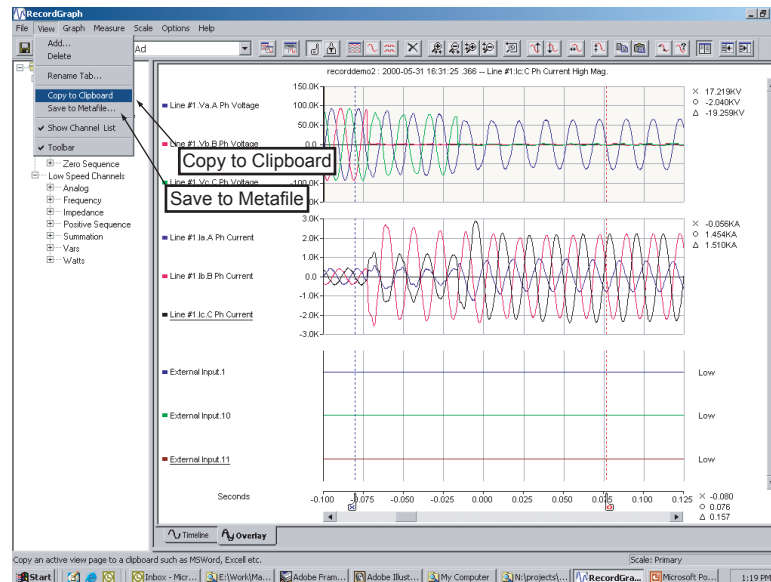 RecordGraph
File View Graph Measure Scale Options Help
Add...
Delete
Rename Tab...
Copy to Clipboard
Save to Metafile...
Show Channel List
Toolbar
Ad
Zero Sequence
Low Speed Channels
Analog
Frequency
Impedance
Positive Sequence
Summation
Vars
Watts
Copy to Clipboard
Save to Metafile
recorddemo2 : 2000-05-31 16:31:25 .366 -- Line #1:Ic:C Ph Current High Mag.
150.0K
Line #1.Va.A Ph Voltage
100.0K
50.0K
Line #1.Vb.B Ph Voltage
0.0
Line #1.Vc.C Ph Voltage
-100.0K
X 17.219KV
O -2.040KV
Δ -19.259KV
3.0K
2.0K
Line #1.Ia.A Ph Current
1.0K
Line #1.Ib.B Ph Current
0.0
-1.0K
Line #1.Ic.C Ph Current
-2.0K
-3.0K
X -0.056KA
O 1.454KA
Δ 1.510KA
External Input.1
Low
External Input.10
Low
External Input.11
Low
Seconds
-0.100 -0.075 -0.050 -0.025 0.000 0.025 0.050 0.100 0.125
X -0.080
O 0.076
Δ 0.157
Timeline Overlay
Copy an active view page to a clipboard such as MSWord, Excell etc.
Scale: Primary
Start
Inbox - Micr...
E:\Work\Ma...
Adobe Fram...
Adobe Illust...
My Computer
N:\projects\...
RecordGra...
Microsoft Po...
1:19 PM